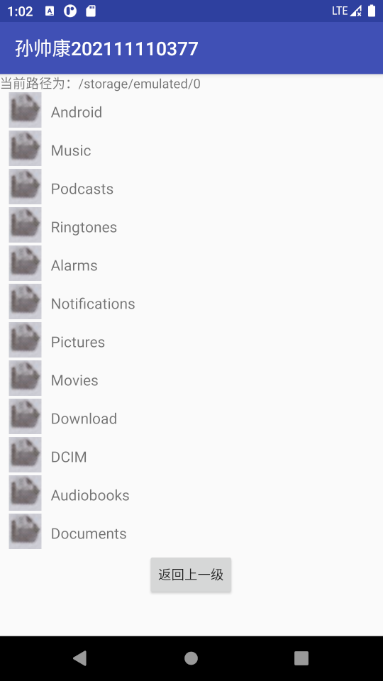 1:02
LTE
孙帅康202111110377
当前路径为：/storage/emulated/0
Android
Music
Podcasts
Ringtones
Alarms
Notifications
Pictures
Movies
Download
DCIM
Audiobooks
Documents
返回上一级